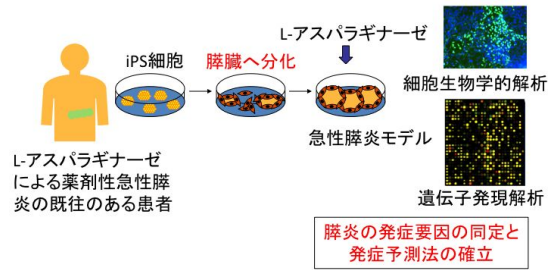 L-アスパラギナーゼ
iPS細胞
膵臓へ分化
細胞生物学的解析
急性膵炎モデル
L-アスパラギナーゼ
による薬剤性急性膵
炎の既往のある患者
遺伝子発現解析
膵炎の発症要因の同定と
発症予測法の確立